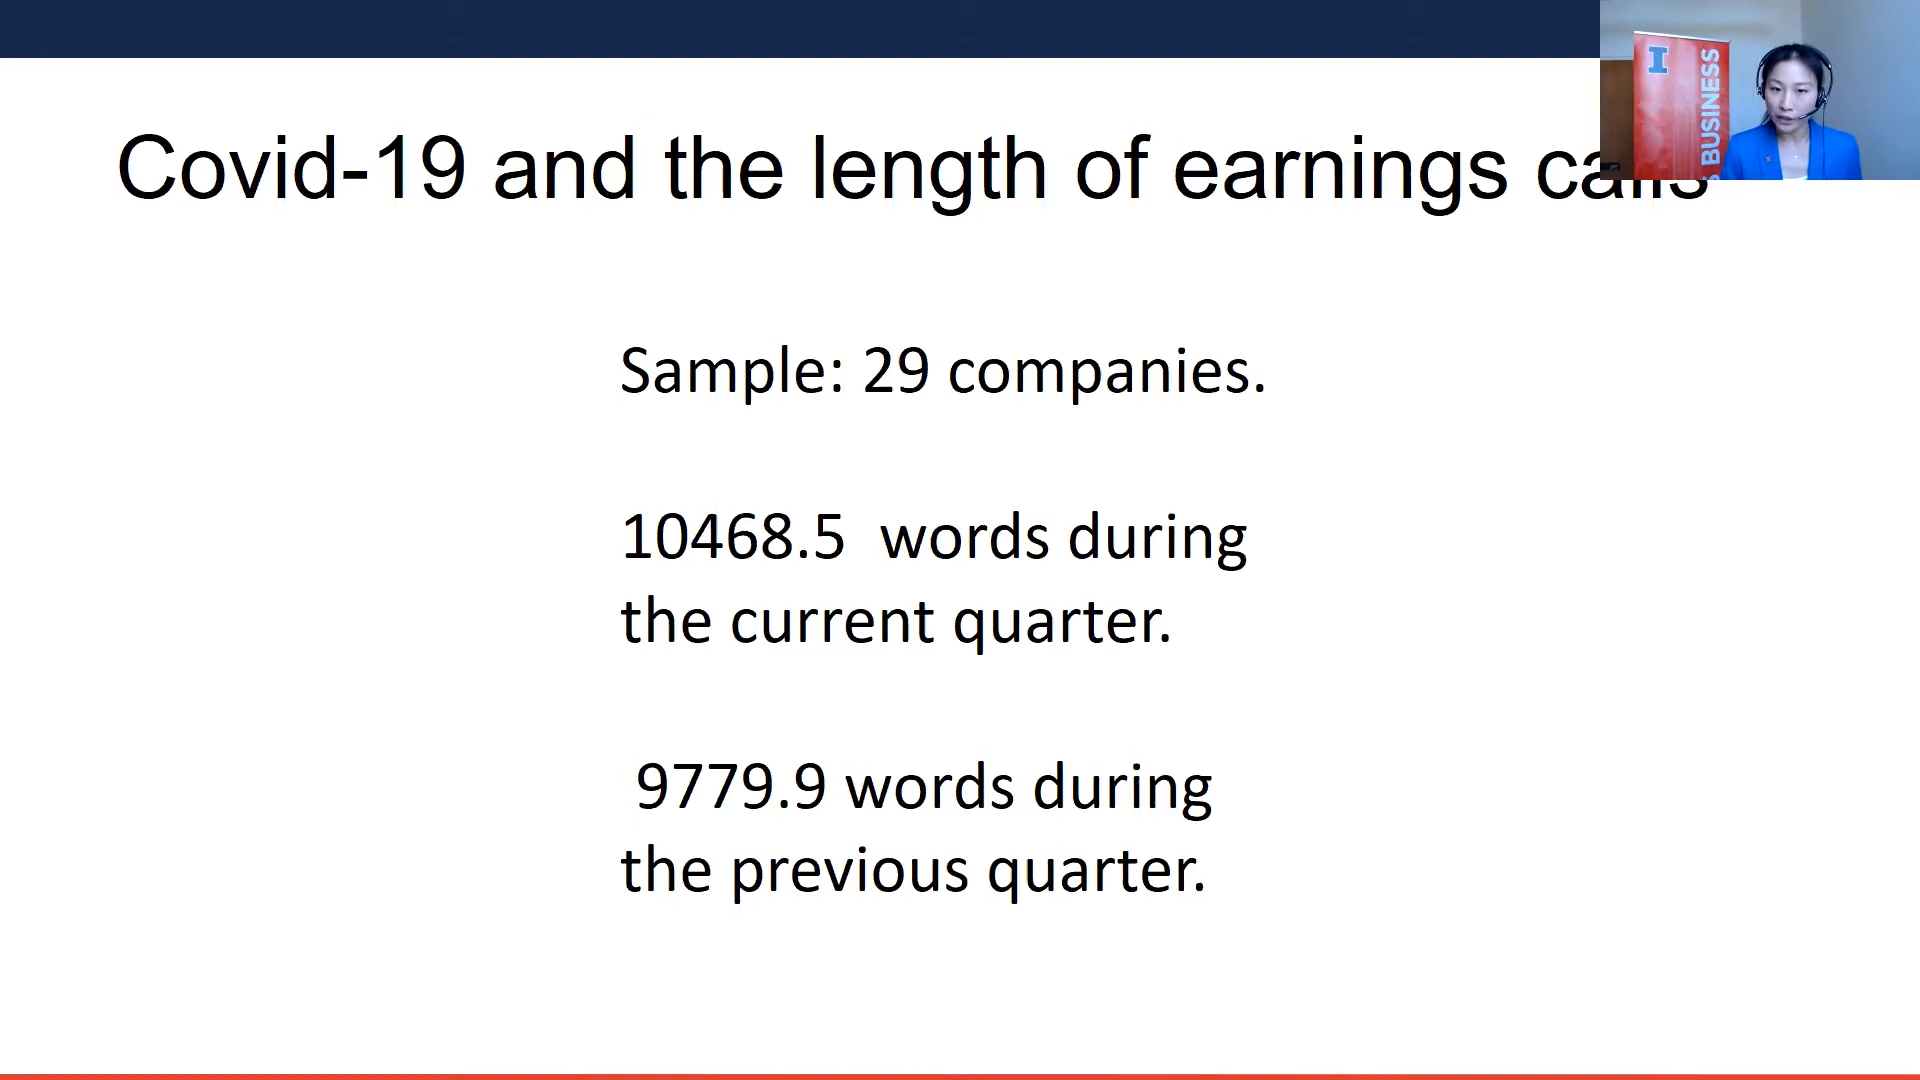 Covid-19 and the length of earnings calls
I
BUSINESS
Sample: 29 companies.
10468.5 words during
the current quarter.
9779.9 words during
the previous quarter.